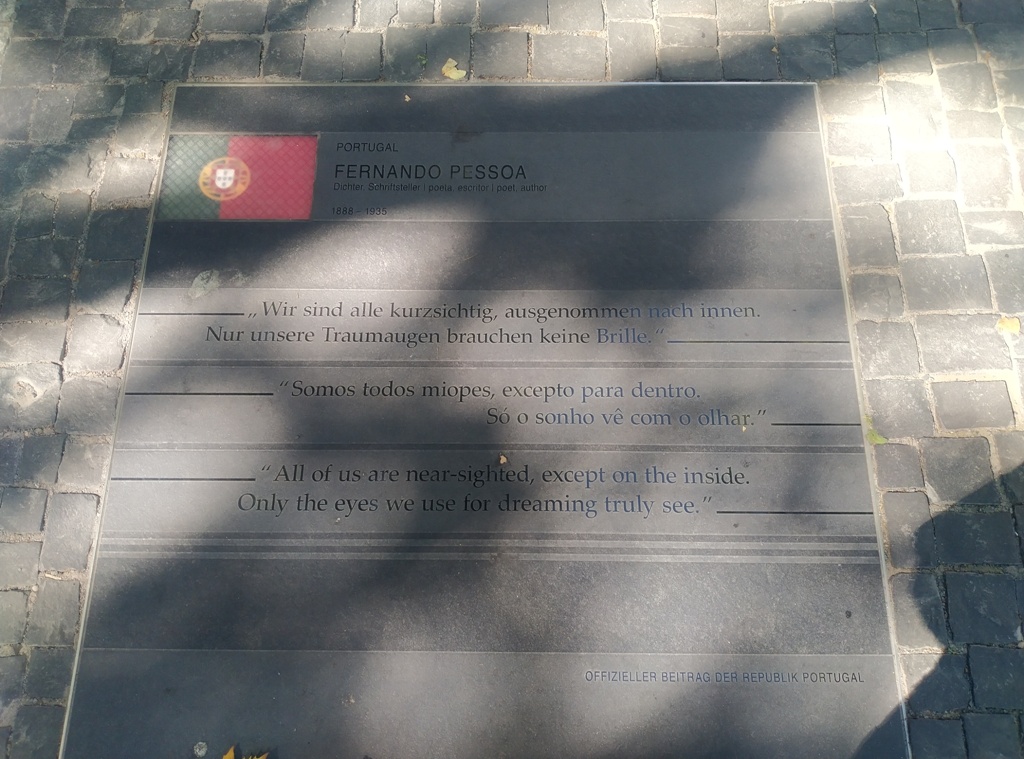 PORTUGAL
FERNANDO PESSOA
Dichter, Schriftsteller | poeta, escritor | poet, author
1888 – 1935
„Wir sind alle kurzsichtig, ausgenommen nach innen.
Nur unsere Traumaugen brauchen keine Brille.“
“Somos todos miopes, excepto para dentro.
Só o sonho vê com o olhar.”
“All of us are near-sighted, except on the inside.
Only the eyes we use for dreaming truly see.”
OFFIZIELLER BEITRAG DER REPUBLIK PORTUGAL